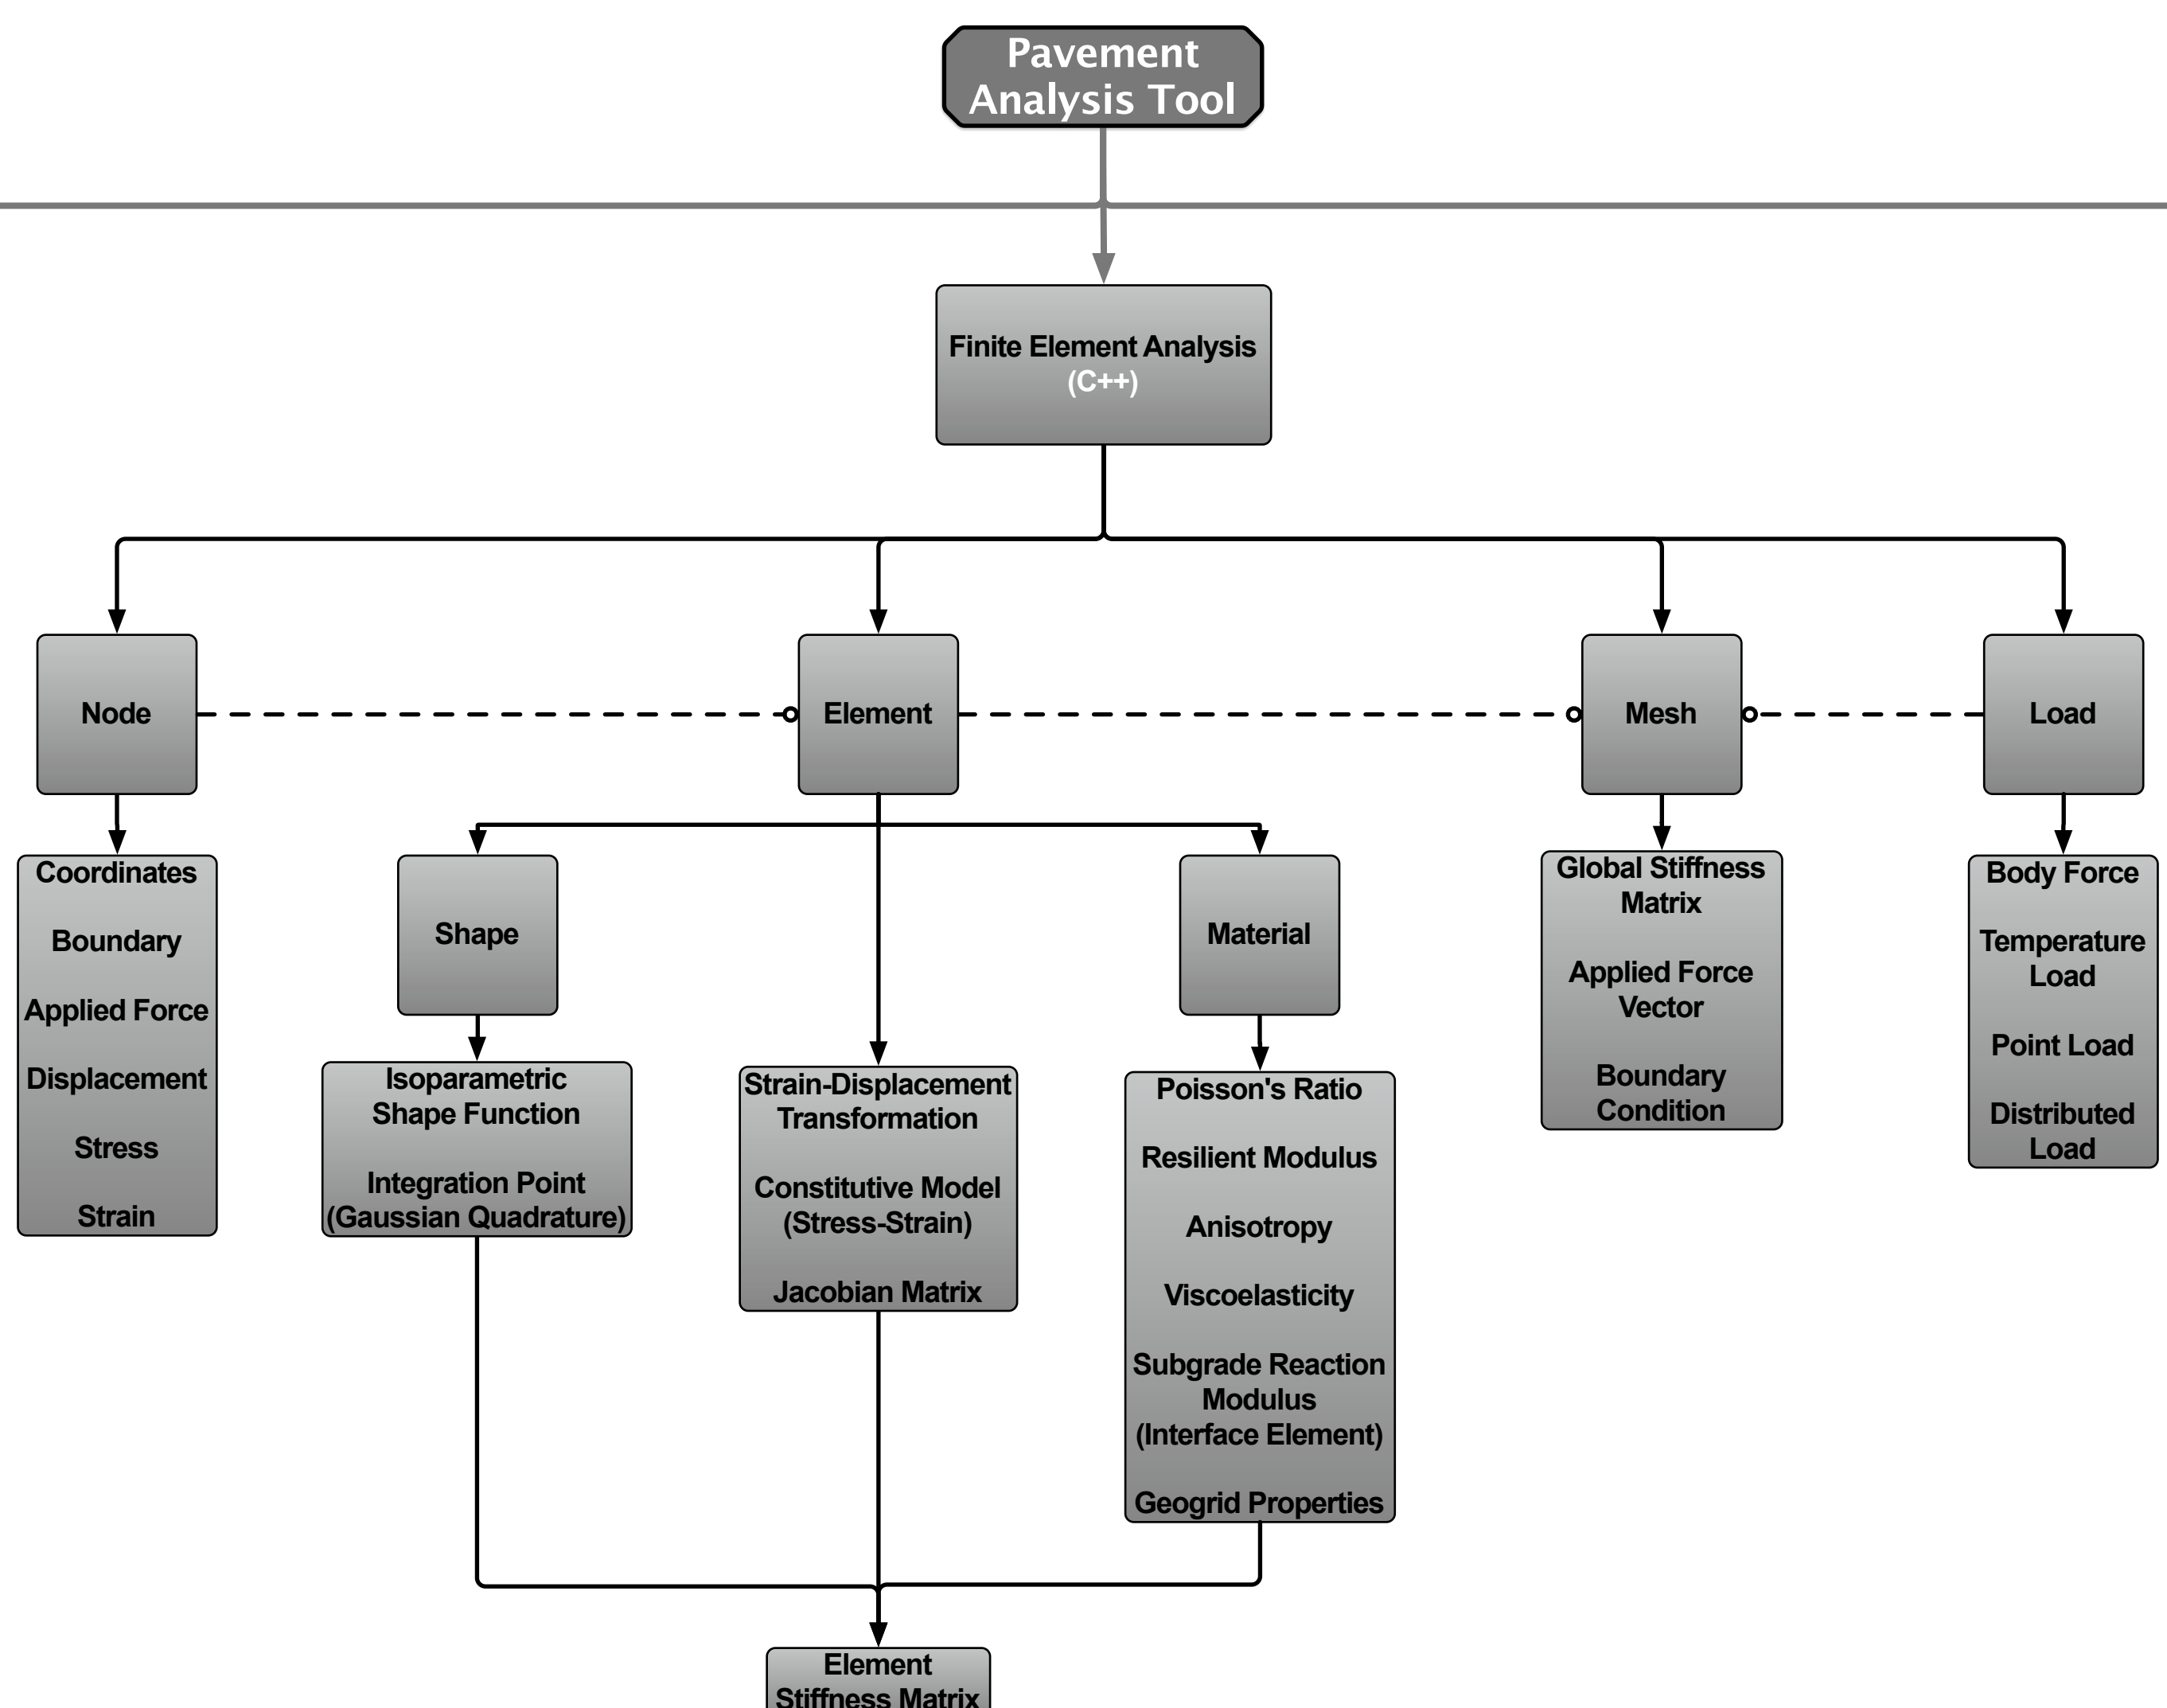 Pavement
Analysis Tool
Finite Element Analysis
(C++)
Node
Element
Mesh
Load
Coordinates
Boundary
Applied Force
Displacement
Stress
Strain
Shape
Isoparametric
Shape Function
Integration Point
(Gaussian Quadrature)
Strain-Displacement
Transformation
Constitutive Model
(Stress-Strain)
Jacobian Matrix
Material
Poisson's Ratio
Resilient Modulus
Anisotropy
Viscoelasticity
Subgrade Reaction
Modulus
(Interface Element)
Geogrid Properties
Global Stiffness
Matrix
Applied Force
Vector
Boundary
Condition
Body Force
Temperature
Load
Point Load
Distributed
Load
Element
Stiffness Matrix